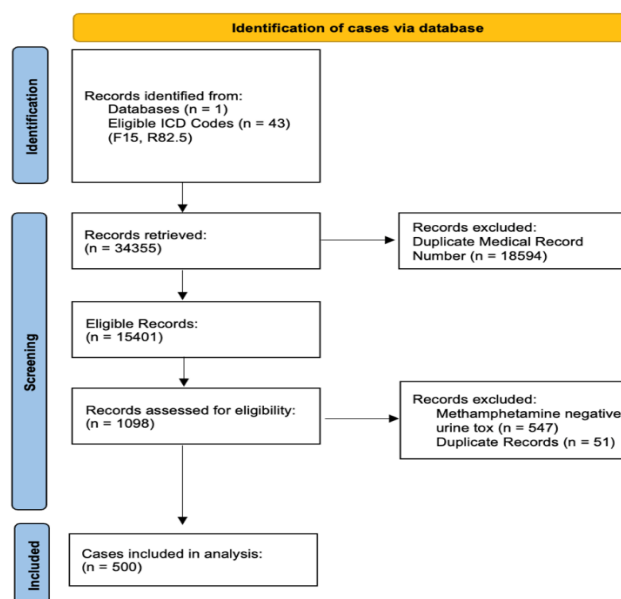 Identification of cases via database
Identification
Records identified from:
Databases (n = 1)
Eligible ICD Codes (n = 43)
(F15, R82.5)
Screening
Records retrieved:
(n = 34355)
Records excluded:
Duplicate Medical Record
Number (n = 18594)
Eligible Records:
(n = 15401)
Records assessed for eligibility:
(n = 1098)
Records excluded:
Methamphetamine negative
urine tox (n = 547)
Duplicate Records (n = 51)
Included
Cases included in analysis:
(n = 500)